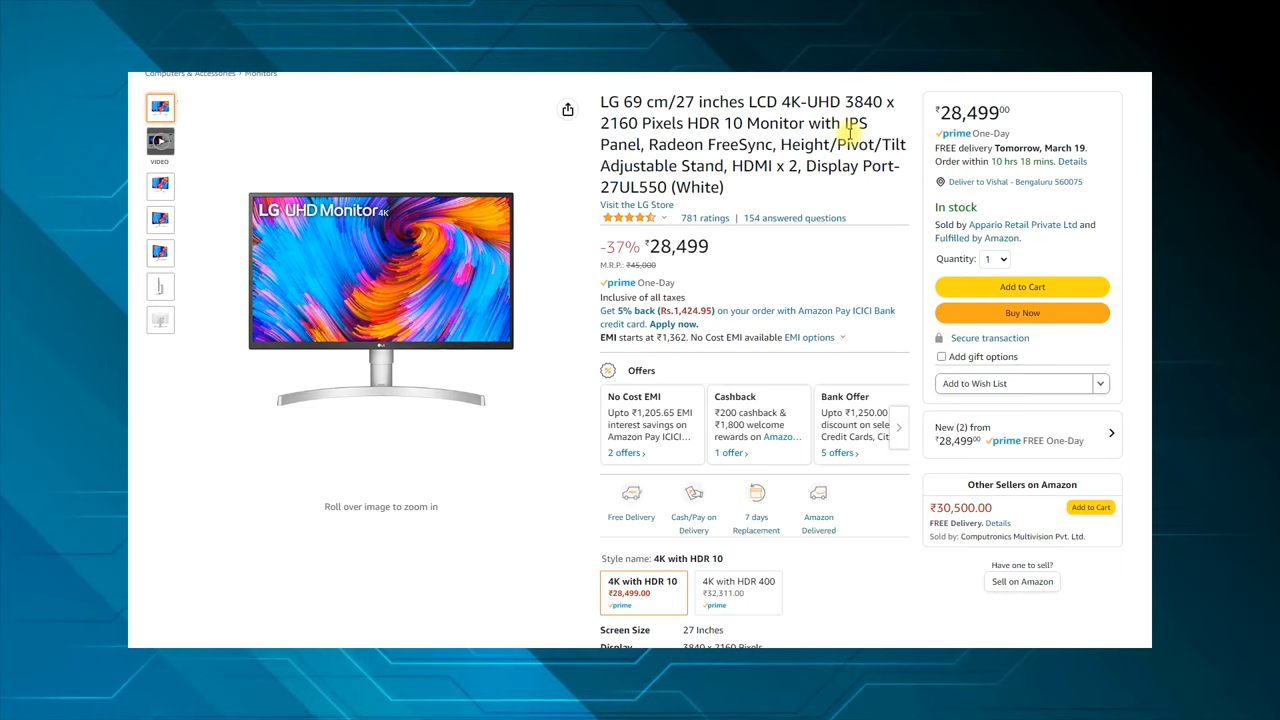 Computers & Accessories › Monitors
VIDEO
LG UHD Monitor4K
LG
Roll over image to zoom in
LG 69 cm/27 inches LCD 4K-UHD 3840 x
2160 Pixels HDR 10 Monitor with IPS
Panel, Radeon FreeSync, Height/Pivot/Tilt
Adjustable Stand, HDMI x 2, Display Port-
27UL550 (White)
Visit the LG Store
781 ratings | 154 answered questions
-37% ₹28,499
M.R.P.: ₹45,000
prime One-Day
Inclusive of all taxes
Get 5% back (Rs.1,424.95) on your order with Amazon Pay ICICI Bank
credit card. Apply now.
EMI starts at ₹1,362. No Cost EMI available EMI options
Offers
No Cost EMI
Upto ₹1,205.65 EMI
interest savings on
Amazon Pay ICICI…
2 offers ›
Cashback
₹200 cashback &
₹1,800 welcome
rewards on Amazo…
1 offer ›
Bank Offer
Upto ₹1,250.00
discount on sele
Credit Cards, Cit
5 offers ›
Free Delivery
Cash/Pay on
Delivery
7 days
Replacement
Amazon
Delivered
Style name: 4K with HDR 10
4K with HDR 10
₹28,499.00
prime
4K with HDR 400
₹32,311.00
prime
Screen Size 27 Inches
Display 3840 x 2160 Pixels
₹28,499.00
prime One-Day
FREE delivery Tomorrow, March 19.
Order within 10 hrs 18 mins. Details
Deliver to Vishal - Bengaluru 560075
In stock
Sold by Appario Retail Private Ltd and
Fulfilled by Amazon.
Quantity: 1
Add to Cart
Buy Now
Secure transaction
Add gift options
Add to Wish List
New (2) from
₹28,499.00 prime FREE One-Day
Other Sellers on Amazon
₹30,500.00 Add to Cart
FREE Delivery. Details
Sold by: Computronics Multivision Pvt. Ltd.
Have one to sell?
Sell on Amazon